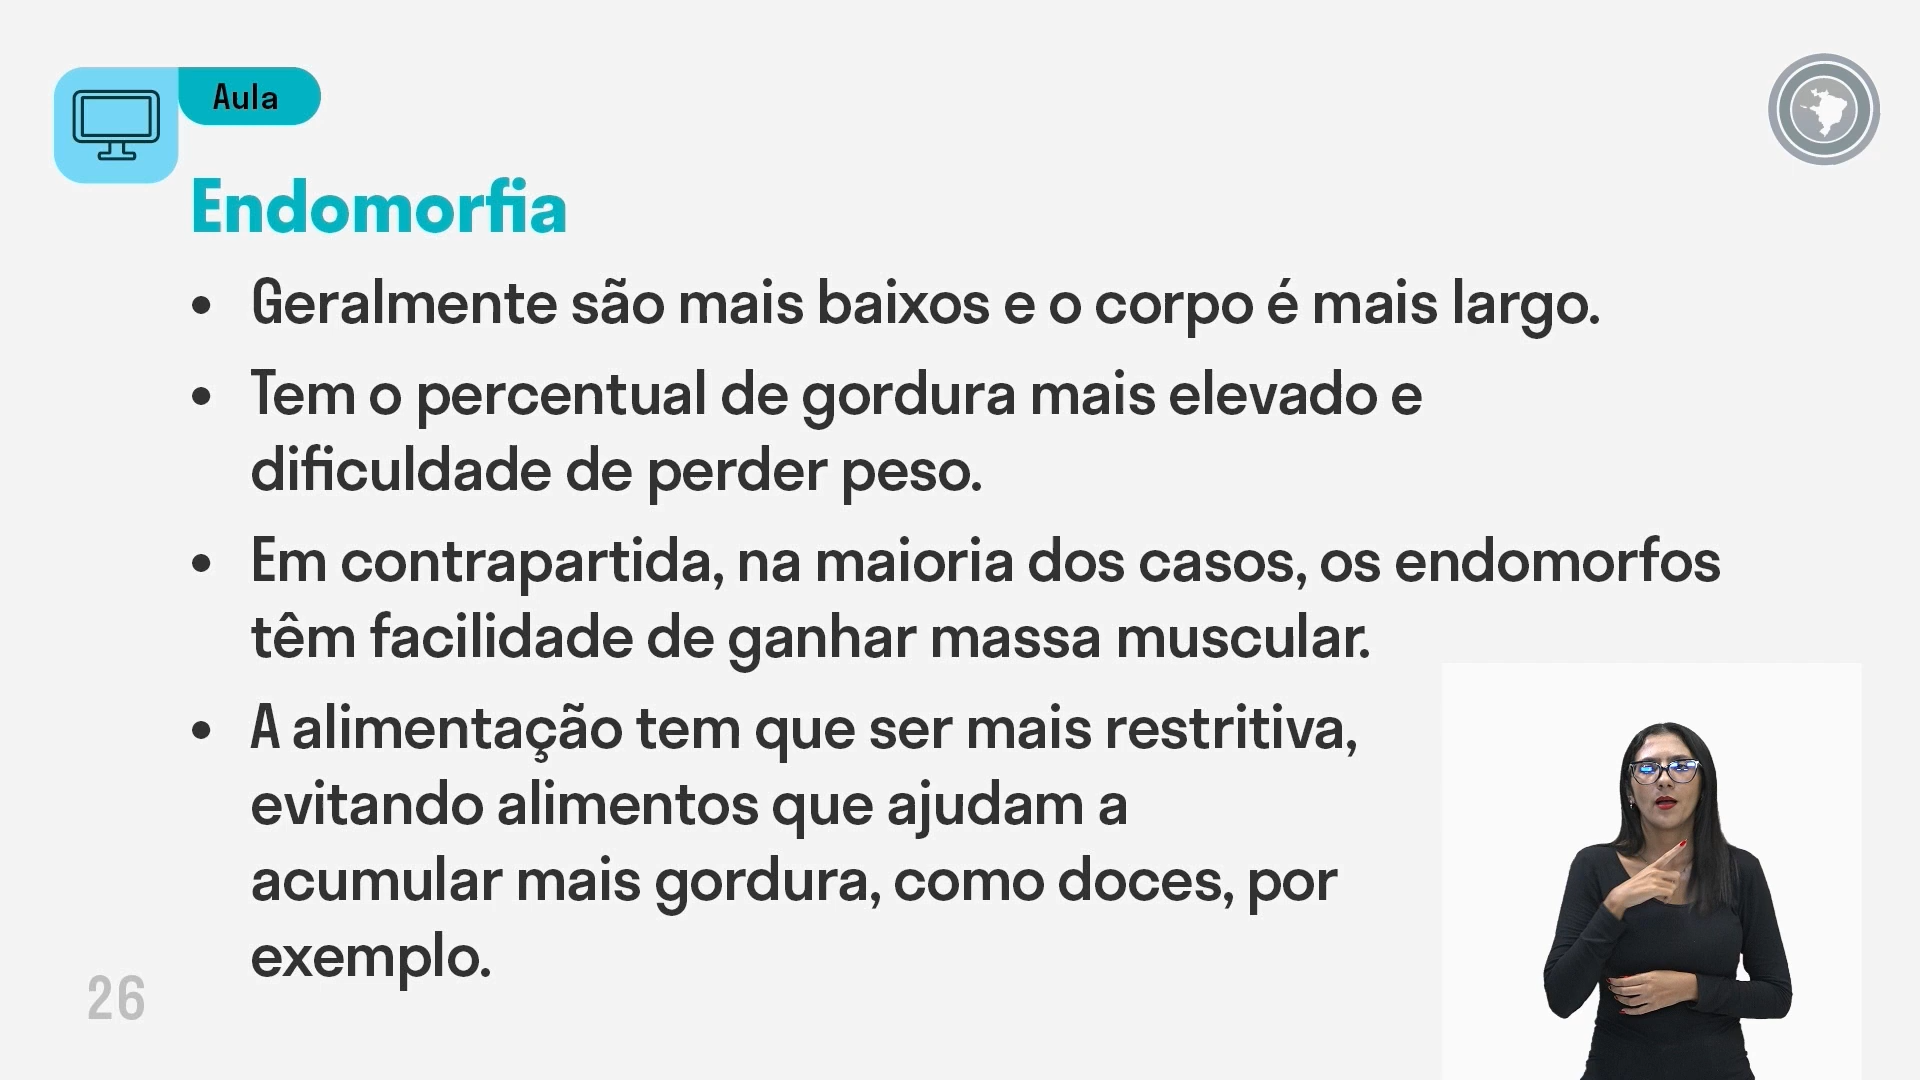 Aula
Endomorfia
• Geralmente são mais baixos e o corpo é mais largo.
• Tem o percentual de gordura mais elevado e
dificuldade de perder peso.
• Em contrapartida, na maioria dos casos, os endomorfos
têm facilidade de ganhar massa muscular.
• A alimentação tem que ser mais restritiva,
evitando alimentos que ajudam a
acumular mais gordura, como doces, por
exemplo.
26